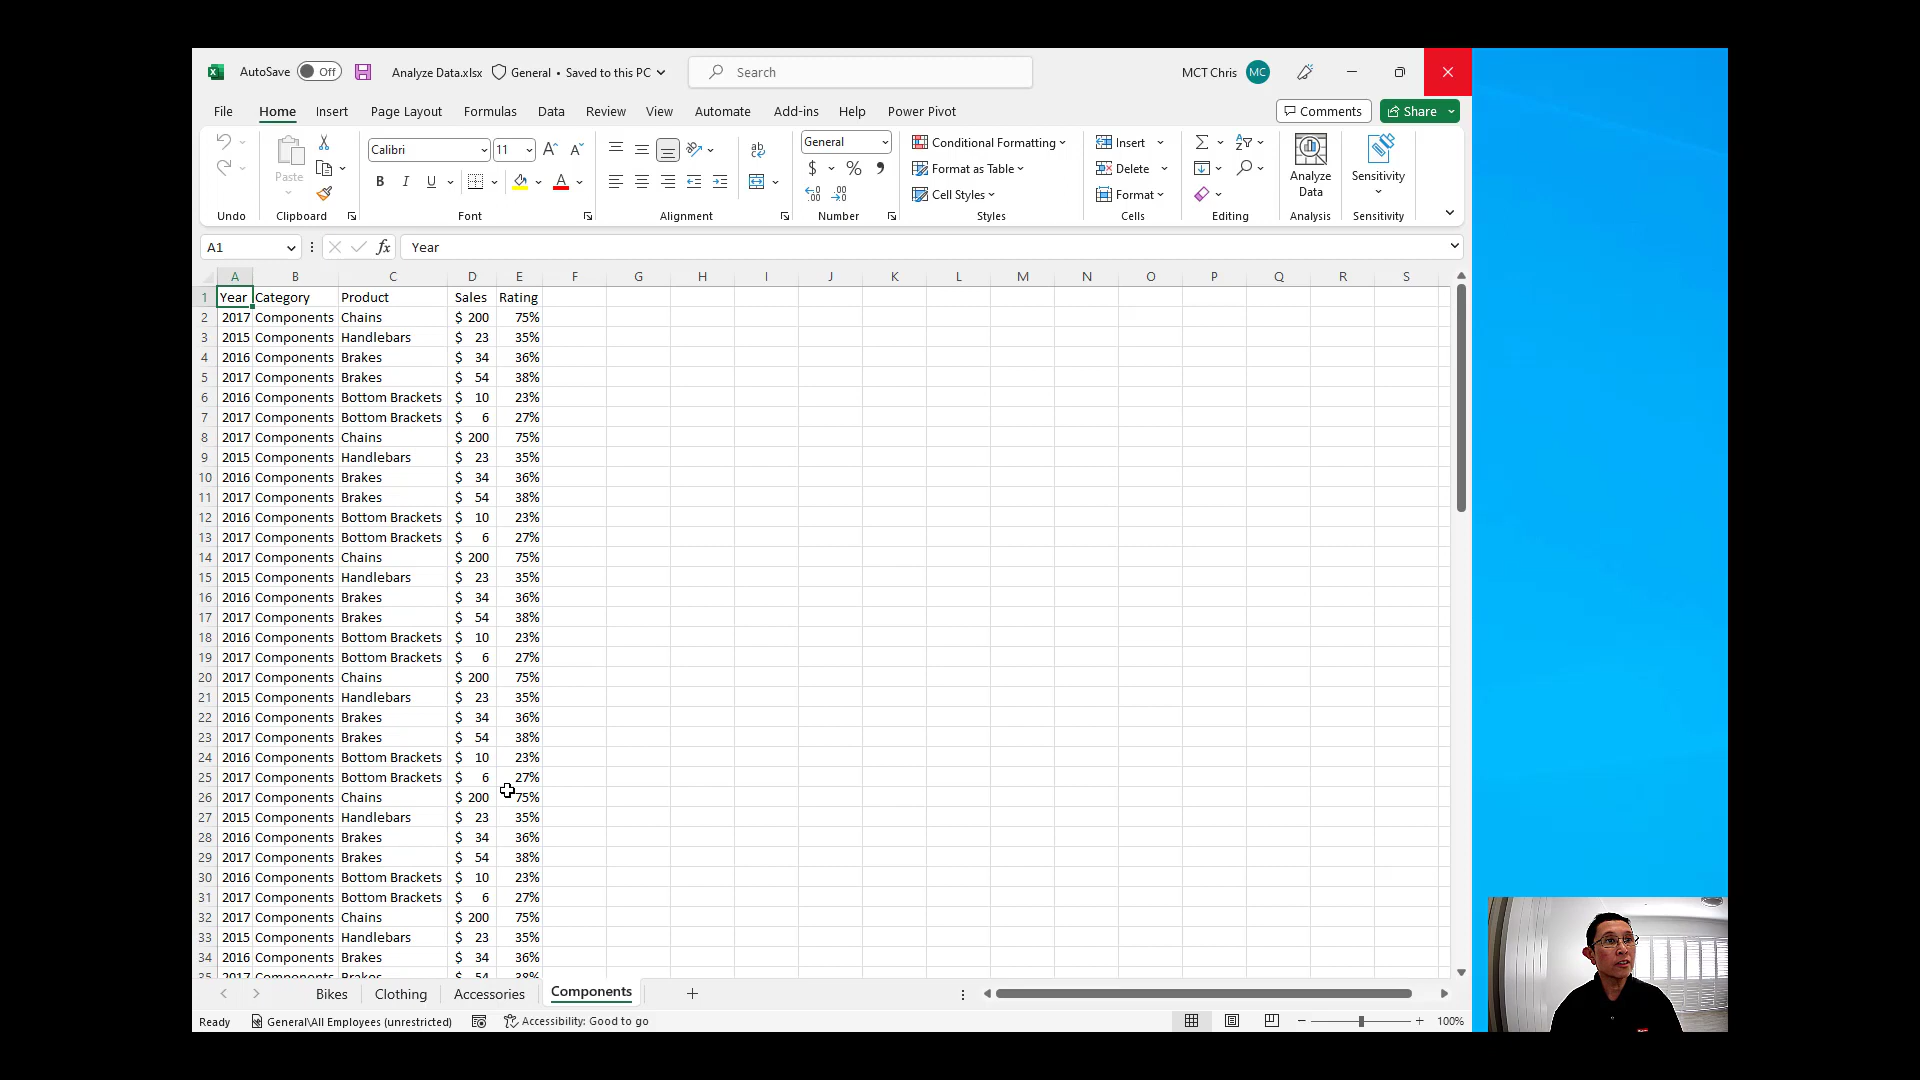 AutoSave Off Analyze Data.xlsx General • Saved to this PC Search MCT Chris MC
File Home Insert Page Layout Formulas Data Review View Automate Add-ins Help Power Pivot Comments Share
Paste Calibri 11 A A ab General Conditional Formatting Insert Analyze Data Sensitivity
B I U A $ % , Format as Table Delete
Cell Styles Format
Undo Clipboard Font Alignment Number Styles Cells Editing Analysis Sensitivity
A1 fx Year
A B C D E F G H I J K L M N O P Q R S
1 Year Category Product Sales Rating
2 2017 Components Chains $ 200 75%
3 2015 Components Handlebars $ 23 35%
4 2016 Components Brakes $ 34 36%
5 2017 Components Brakes $ 54 38%
6 2016 Components Bottom Brackets $ 10 23%
7 2017 Components Bottom Brackets $ 6 27%
8 2017 Components Chains $ 200 75%
9 2015 Components Handlebars $ 23 35%
10 2016 Components Brakes $ 34 36%
11 2017 Components Brakes $ 54 38%
12 2016 Components Bottom Brackets $ 10 23%
13 2017 Components Bottom Brackets $ 6 27%
14 2017 Components Chains $ 200 75%
15 2015 Components Handlebars $ 23 35%
16 2016 Components Brakes $ 34 36%
17 2017 Components Brakes $ 54 38%
18 2016 Components Bottom Brackets $ 10 23%
19 2017 Components Bottom Brackets $ 6 27%
20 2017 Components Chains $ 200 75%
21 2015 Components Handlebars $ 23 35%
22 2016 Components Brakes $ 34 36%
23 2017 Components Brakes $ 54 38%
24 2016 Components Bottom Brackets $ 10 23%
25 2017 Components Bottom Brackets $ 6 27%
26 2017 Components Chains $ 200 75%
27 2015 Components Handlebars $ 23 35%
28 2016 Components Brakes $ 34 36%
29 2017 Components Brakes $ 54 38%
30 2016 Components Bottom Brackets $ 10 23%
31 2017 Components Bottom Brackets $ 6 27%
32 2017 Components Chains $ 200 75%
33 2015 Components Handlebars $ 23 35%
34 2016 Components Brakes $ 34 36%
35 2017 Components Brakes $ 54 38%
Bikes Clothing Accessories Components
Ready General\All Employees (unrestricted) Accessibility: Good to go 100%